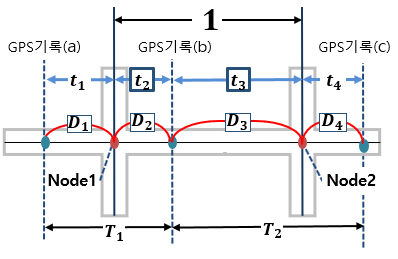 1
GPS기록(a) GPS기록(b) GPS기록(c)
t₁ t₂ t₃ t₄
D₁ D₂ D₃ D₄
Node1 Node2
T₁ T₂